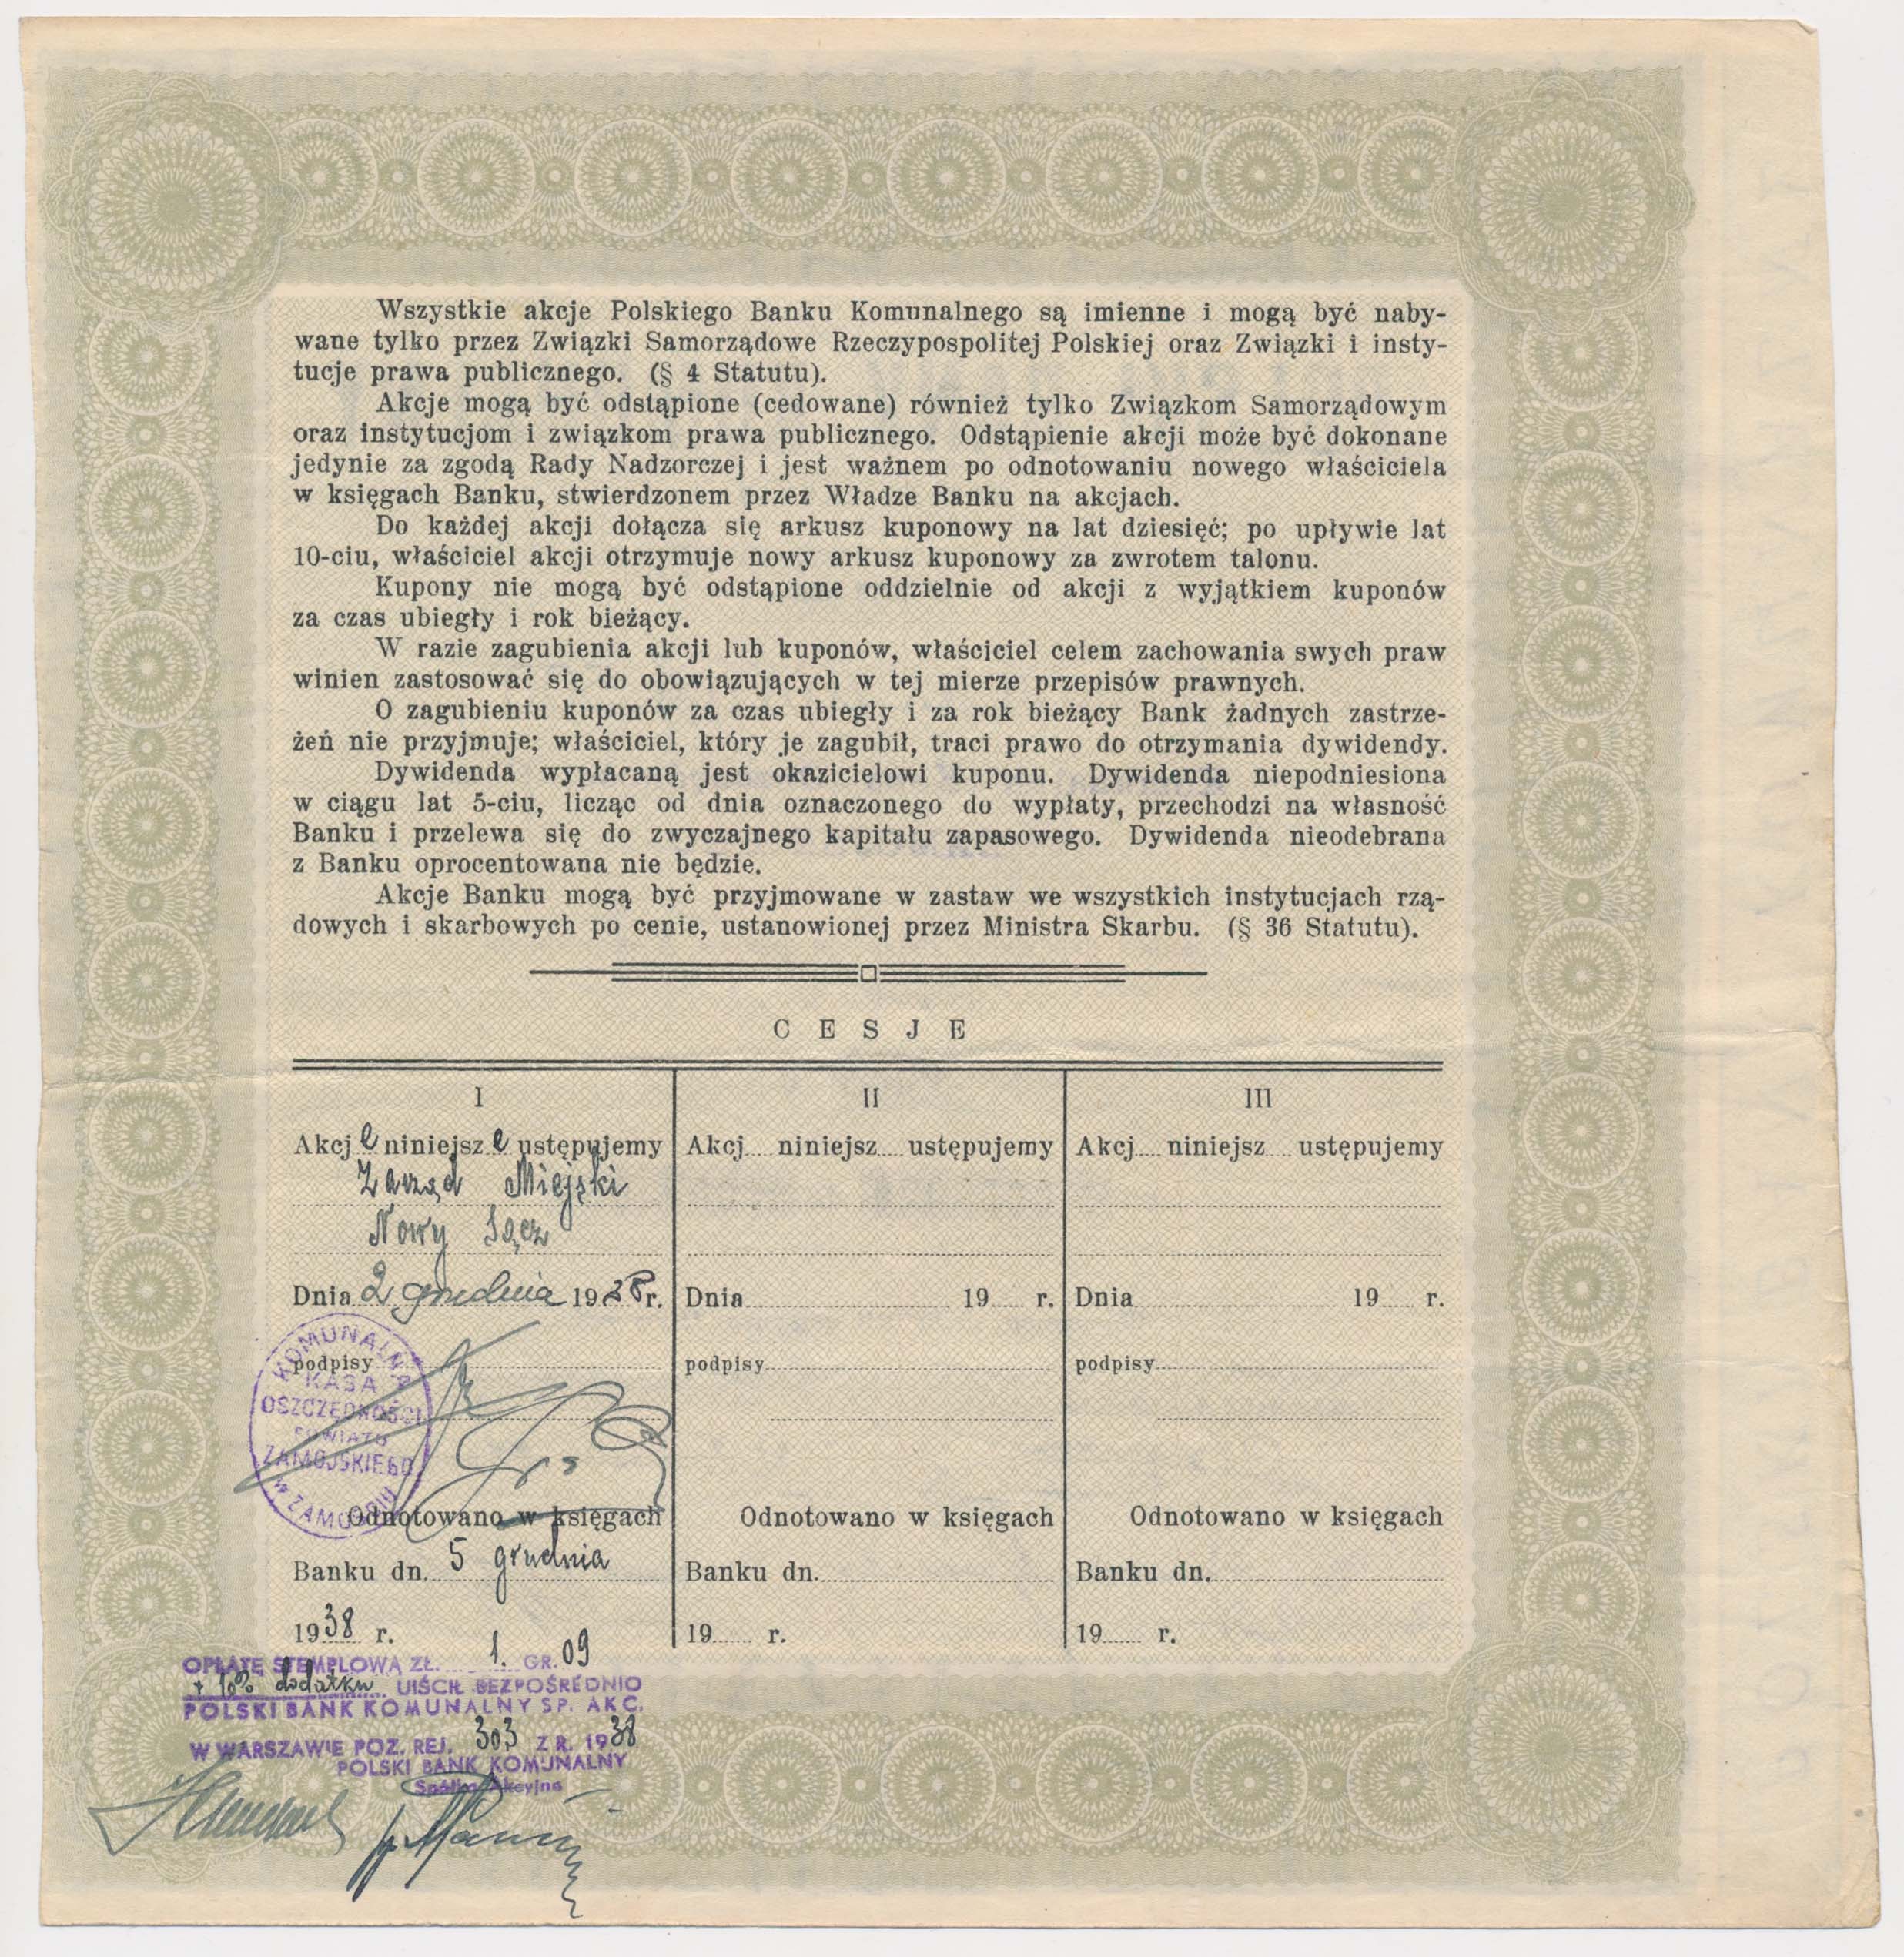 Wszystkie akcje Polskiego Banku Komunalnego są imienne i mogą być naby-
wane tylko przez Związki Samorządowe Rzeczypospolitej Polskiej oraz Związki i insty-
tucje prawa publicznego. (§ 4 Statutu).
Akcje mogą być odstąpione (cedowane) również tylko Związkom Samorządowym
oraz instytucjom i związkom prawa publicznego. Odstąpienie akcji może być dokonane
jedynie za zgodą Rady Nadzorczej i jest ważnem po odnotowaniu nowego właściciela
w księgach Banku, stwierdzonem przez Władze Banku na akcjach.
Do każdej akcji dołącza się arkusz kuponowy na lat dziesięć; po upływie lat
10-ciu, właściciel akcji otrzymuje nowy arkusz kuponowy za zwrotem talonu.
Kupony nie mogą być odstąpione oddzielnie od akcji z wyjątkiem kuponów
za czas ubiegły i rok bieżący.
W razie zagubienia akcji lub kuponów, właściciel celem zachowania swych praw
winien zastosować się do obowiązujących w tej mierze przepisów prawnych.
O zagubieniu kuponów za czas ubiegły i za rok bieżący Bank żadnych zastrze-
żeń nie przyjmuje; właściciel, który je zagubił, traci prawo do otrzymania dywidendy.
Dywidenda wypłacaną jest okazicielowi kuponu. Dywidenda niepodniesiona
w ciągu lat 5-ciu, licząc od dnia oznaczonego do wypłaty, przechodzi na własność
Banku i przelewa się do zwyczajnego kapitału zapasowego. Dywidenda nieodebrana
z Banku oprocentowana nie będzie.
Akcje Banku mogą być przyjmowane w zastaw we wszystkich instytucjach rzą-
dowych i skarbowych po cenie, ustanowionej przez Ministra Skarbu. (§ 36 Statutu).
CESJE
I
Akcje niniejsze ustępujemy
Zarząd Miejski
Nowy Sącz
Dnia 2 grudnia 1938 r.
podpisy
KOMUNALNA
KASA
OSZCZĘDNOŚCI
POWIATU
ZAMOJSKIEGO
w ZAMOŚCIU
Odnotowano w księgach
Banku dn. 5 grudnia
1938 r.
II
Akcj niniejsz ustępujemy
Dnia 19 r.
podpisy
Odnotowano w księgach
Banku dn.
19 r.
III
Akcj niniejsz ustępujemy
Dnia 19 r.
podpisy
Odnotowano w księgach
Banku dn.
19 r.
OPŁATĘ STEMPLOWĄ ZŁ. 1. GR. 09
+ 10% dodatku UIŚCIŁ BEZPOŚREDNIO
POLSKI BANK KOMUNALNY SP. AKC.
W WARSZAWIE POZ. REJ. 303 Z R. 1938
POLSKI BANK KOMUNALNY
Spółka Akcyjna